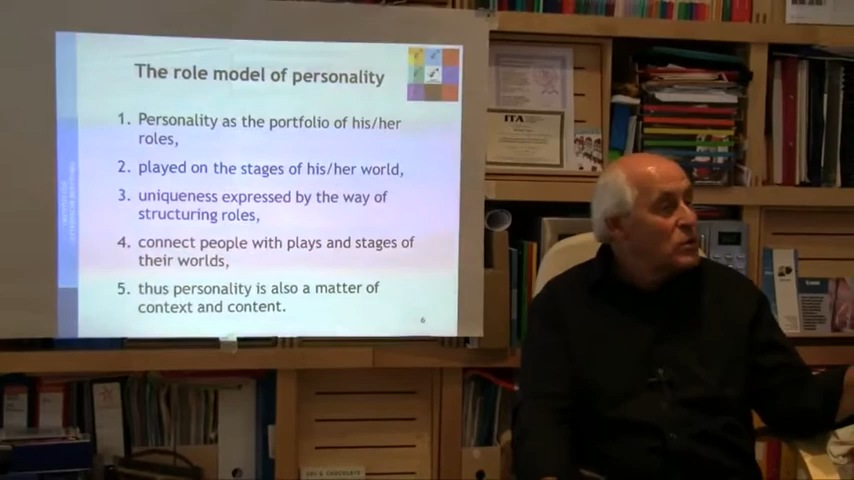 The role model of personality
1. Personality as the portfolio of his/her
roles,
2. played on the stages of his/her world,
3. uniqueness expressed by the way of
structuring roles,
4. connect people with plays and stages of
their worlds,
5. thus personality is also a matter of
context and content.
6
ITA